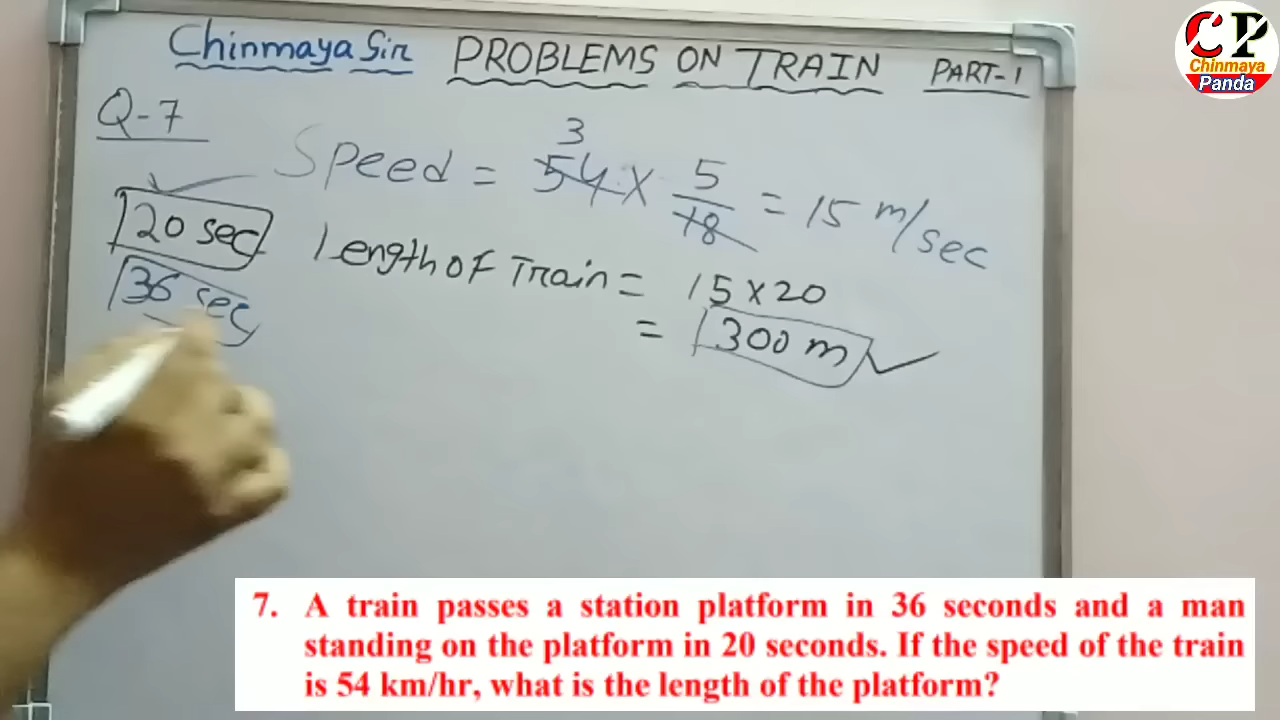 Chinmaya Sir PROBLEMS ON TRAIN PART-1
CP
Chinmaya
Panda
Q-7
Speed = 54 X 5/18 = 15 m/sec
3
20 sec
Length of Train = 15 x 20
36 sec
= 300 m
7. A train passes a station platform in 36 seconds and a man
standing on the platform in 20 seconds. If the speed of the train
is 54 km/hr, what is the length of the platform?